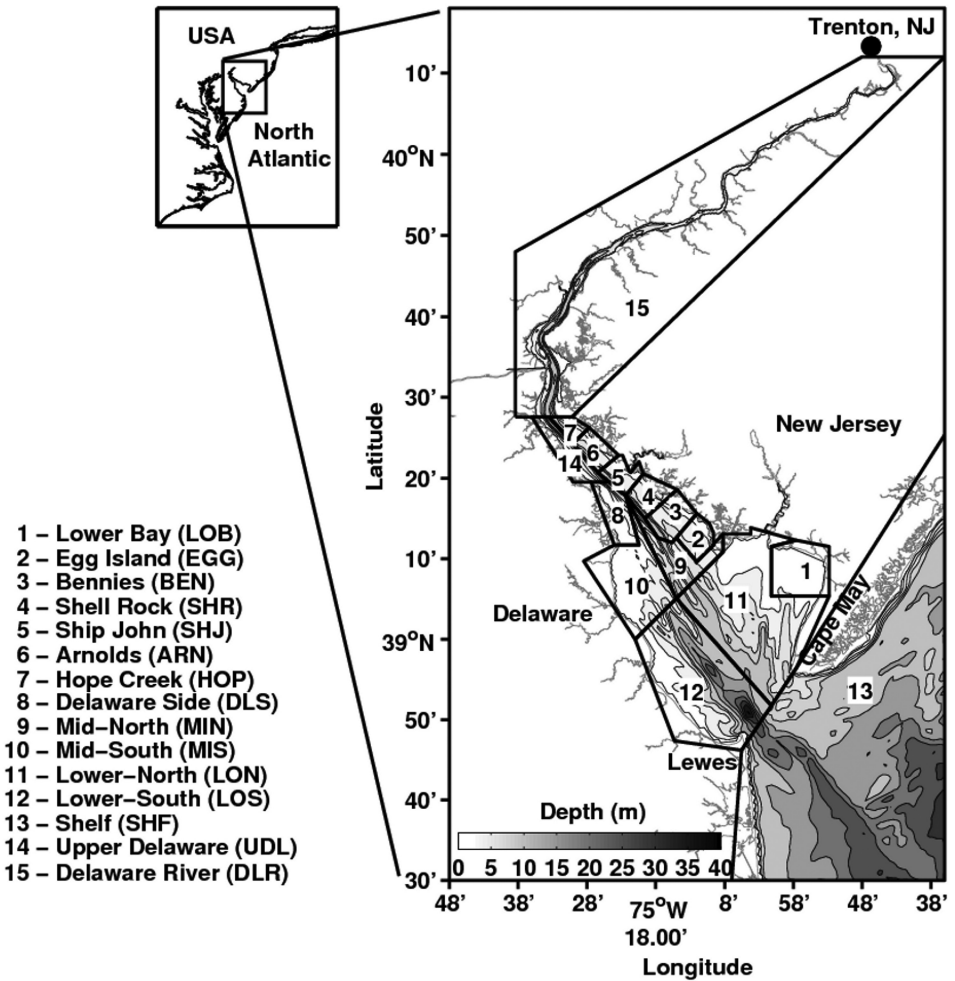 USA
North
Atlantic
1 – Lower Bay (LOB)
2 – Egg Island (EGG)
3 – Bennies (BEN)
4 – Shell Rock (SHR)
5 – Ship John (SHJ)
6 – Arnolds (ARN)
7 – Hope Creek (HOP)
8 – Delaware Side (DLS)
9 – Mid–North (MIN)
10 – Mid–South (MIS)
11 – Lower–North (LON)
12 – Lower–South (LOS)
13 – Shelf (SHF)
14 – Upper Delaware (UDL)
15 – Delaware River (DLR)
Trenton, NJ
10'
40°N
50'
40'
30'
20'
10'
39°N
50'
40'
30'
Latitude
15
New Jersey
7
6
14
5
4
8
3
2
9
1
10
11
Delaware
Cape May
12
13
Lewes
Depth (m)
0 5 10 15 20 25 30 35 40
48' 38' 28' 75°W 8' 58' 48' 38'
18.00'
Longitude